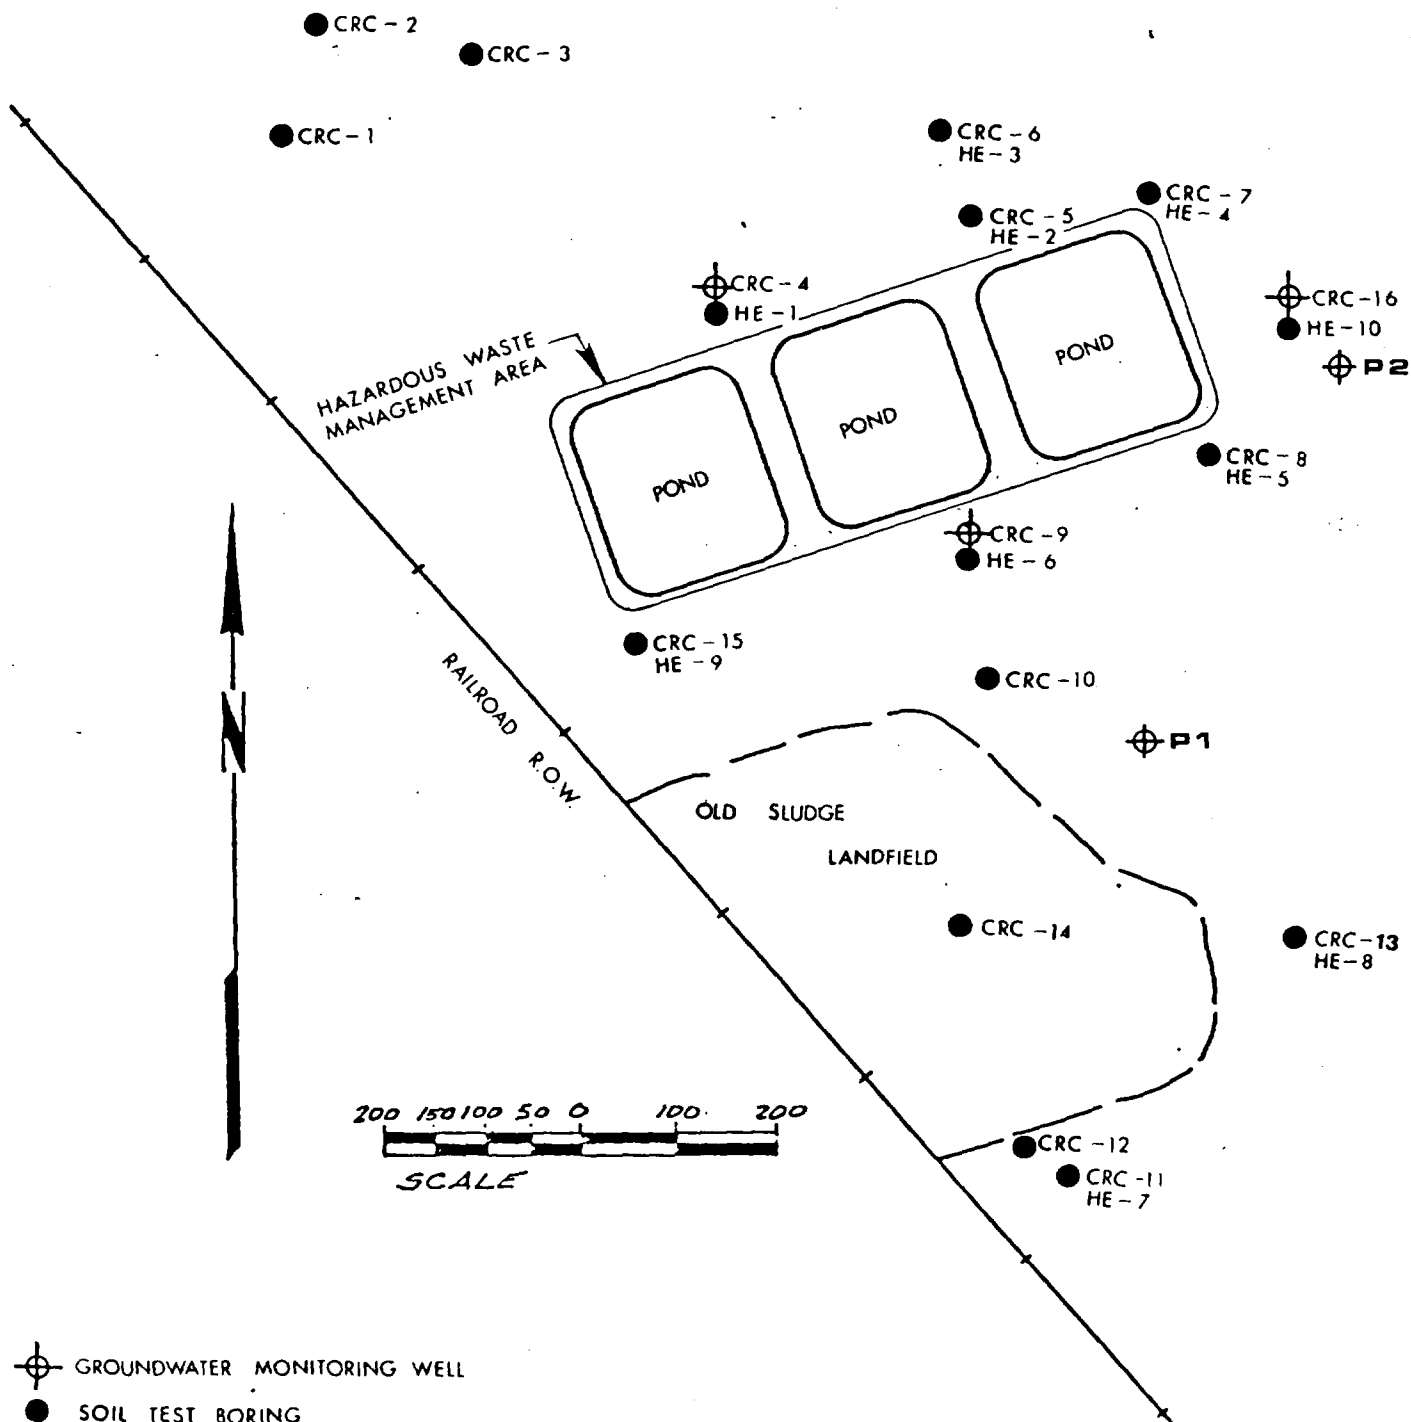 CRC - 2
CRC - 3
CRC - 1
CRC - 6
HE - 3
CRC - 7
HE - 4
CRC - 5
HE - 2
CRC - 4
HE - 1
CRC - 16
HE - 10
P2
HAZARDOUS WASTE
MANAGEMENT AREA
POND
POND
POND
CRC - 8
HE - 5
CRC - 9
HE - 6
CRC - 15
HE - 9
CRC - 10
RAILROAD R.O.W.
P1
N
OLD SLUDGE
LANDFIELD
CRC - 14
CRC - 13
HE - 8
200 150 100 50 0 100 200
SCALE
CRC - 12
CRC - 11
HE - 7
GROUNDWATER MONITORING WELL
SOIL TEST BORING